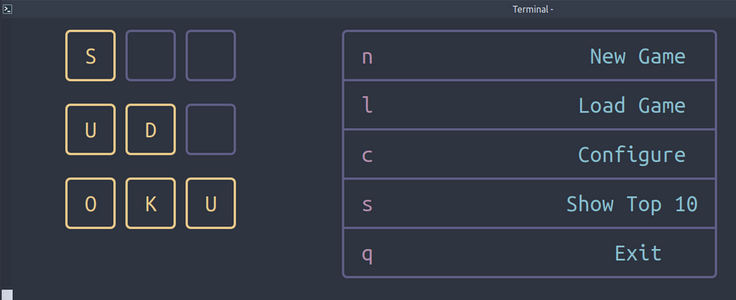 Terminal -
S
U D
O K U
n New Game
l Load Game
c Configure
s Show Top 10
q Exit